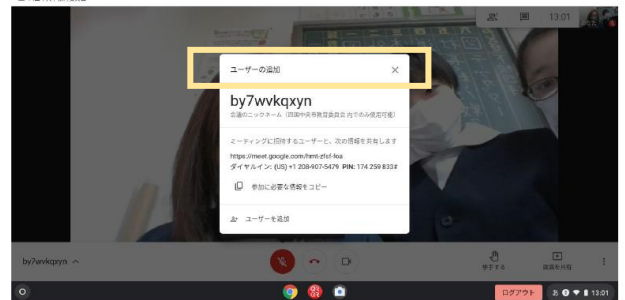 13:01
ユーザーの追加
by7wvkqxyn
会議のニックネーム（四国中央市教育委員会 内でのみ使用可能）
ミーティングに招待するユーザーと、次の情報を共有します
https://meet.google.com/hmt-zfsf-foa
ダイヤルイン: (US) +1 208-907-5479 PIN: 174 259 833#
参加に必要な情報をコピー
ユーザーを追加
by7wvkqxyn
挙手する
画面を共有
ログアウト
あ
13:01